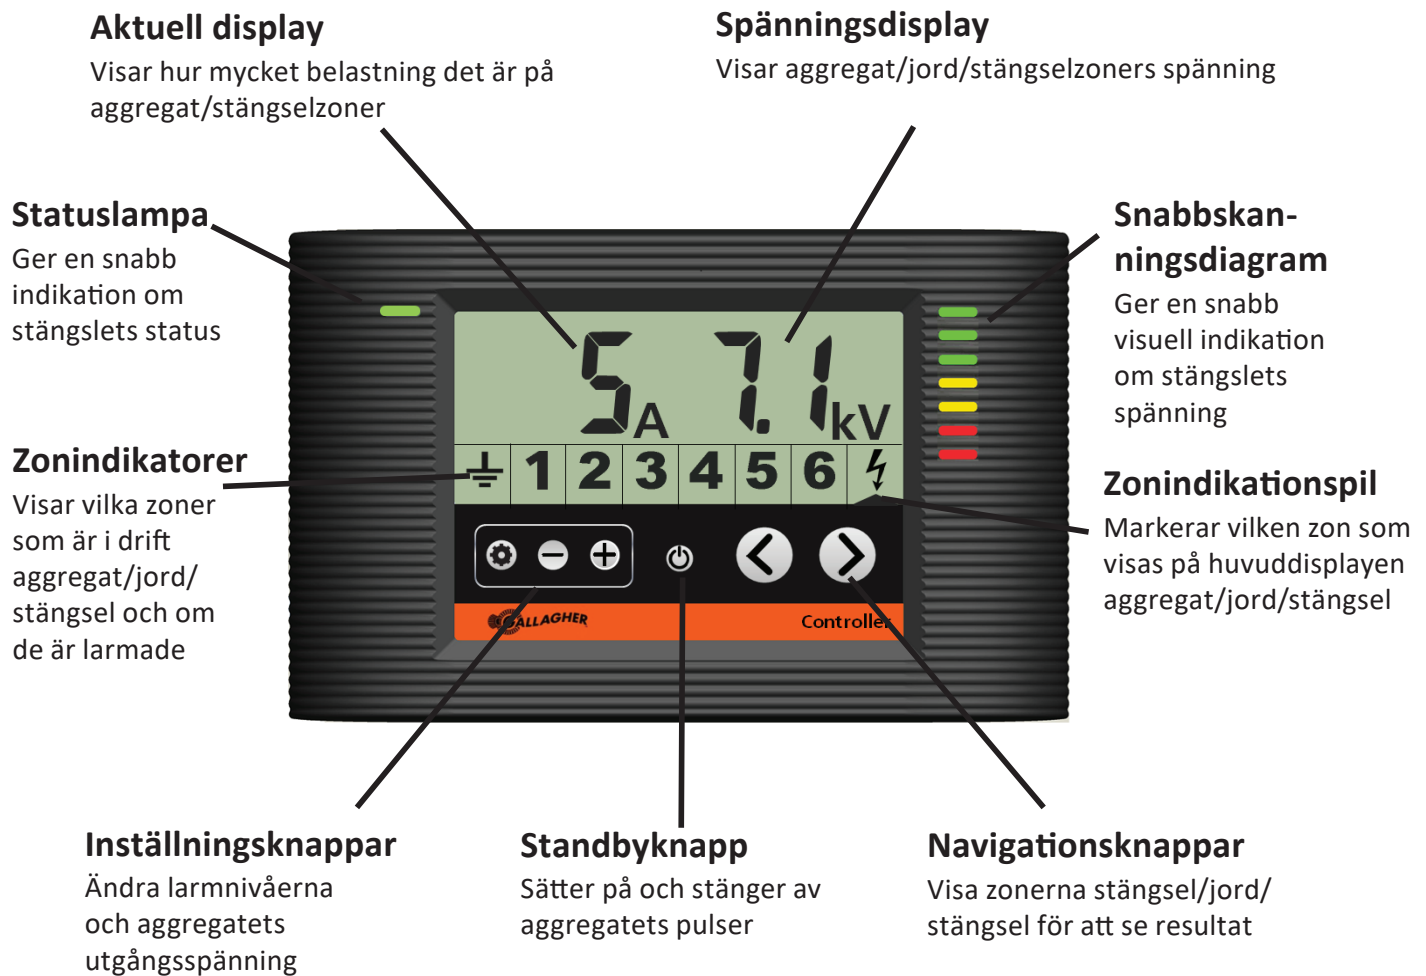 Aktuell display
Visar hur mycket belastning det är på
aggregat/stängselzoner
Spänningsdisplay
Visar aggregat/jord/stängselzoners spänning
Statuslampa
Ger en snabb
indikation om
stängslets status
Snabbskan-
ningsdiagram
Ger en snabb
visuell indikation
om stängslets
spänning
5A 7.1kV
1 2 3 4 5 6
Zonindikatorer
Visar vilka zoner
som är i drift
aggregat/jord/
stängsel och om
de är larmade
Zonindikationspil
Markerar vilken zon som
visas på huvuddisplayen
aggregat/jord/stängsel
GALLAGHER
Controller
Inställningsknappar
Ändra larmnivåerna
och aggregatets
utgångsspänning
Standbyknapp
Sätter på och stänger av
aggregatets pulser
Navigationsknappar
Visa zonerna stängsel/jord/
stängsel för att se resultat